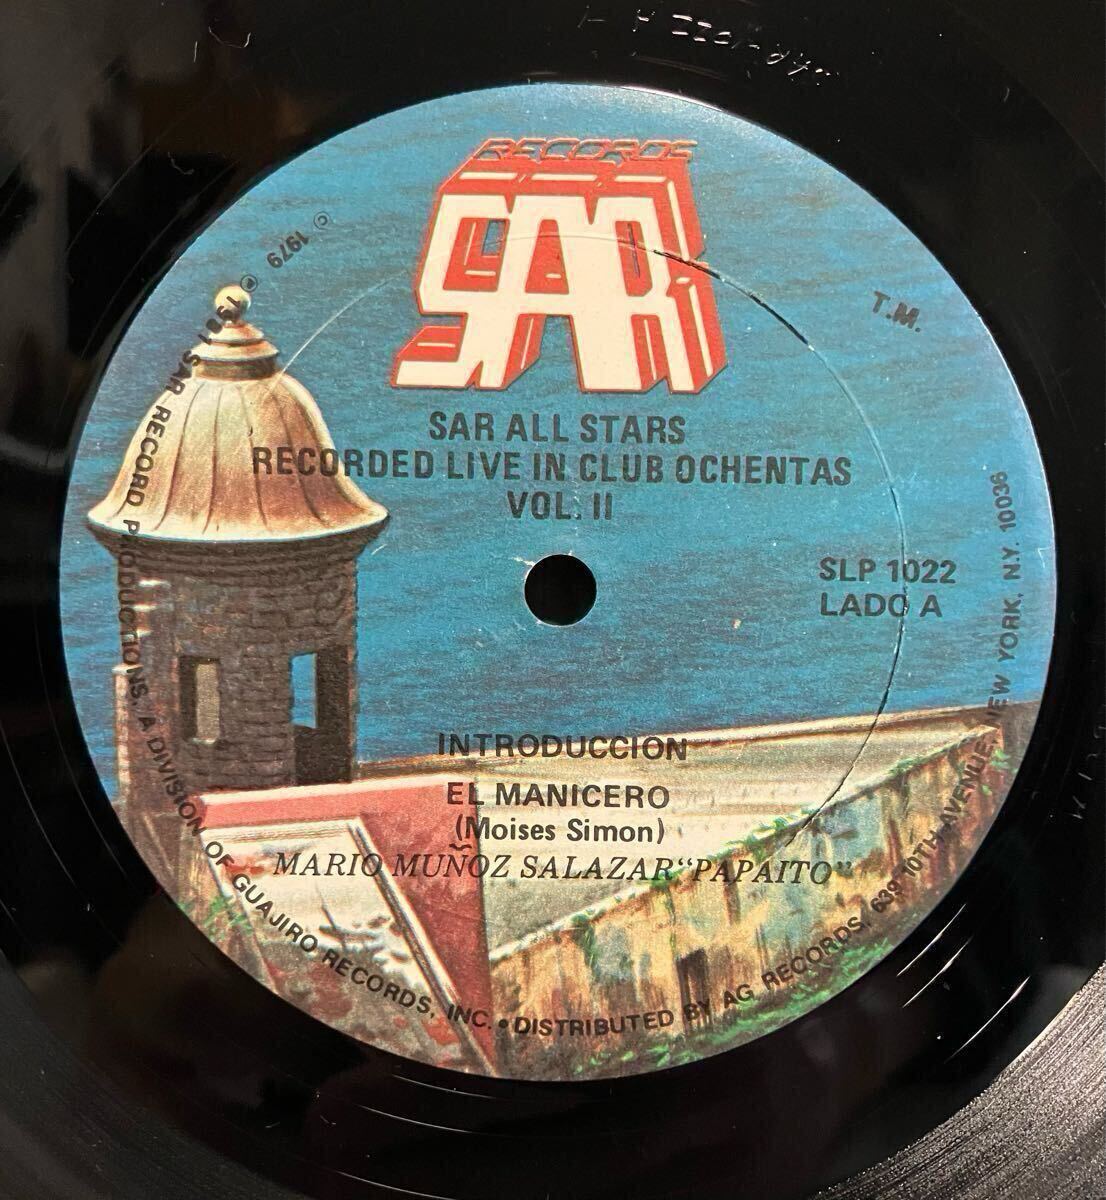 RECORDS
SAR
T.M.
SAR ALL STARS
RECORDED LIVE IN CLUB OCHENTAS
VOL. II
SLP 1022
LADO A
INTRODUCCION
EL MANICERO
(Moises Simon)
MARIO MUÑOZ SALAZAR "PAPAITO"
© 1979 ℗ 1981 SAR RECORD PRODUCTIONS, A DIVISION OF GUAJIRO RECORDS, INC. • DISTRIBUTED BY AG RECORDS, 639 10TH AVENUE, NEW YORK, N.Y. 10036